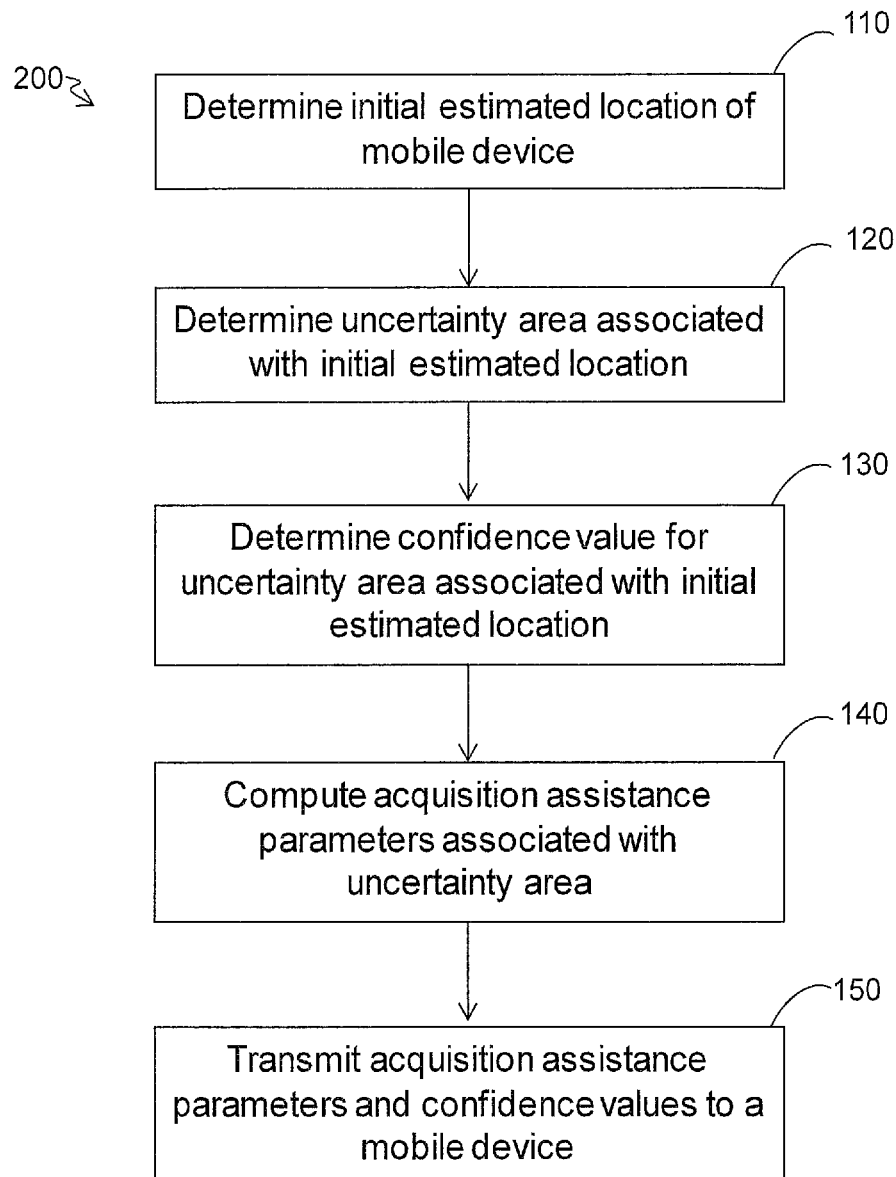 110
200
Determine initial estimated location of
mobile device
120
Determine uncertainty area associated
with initial estimated location
130
Determine confidence value for
uncertainty area associated with initial
estimated location
140
Compute acquisition assistance
parameters associated with
uncertainty area
150
Transmit acquisition assistance
parameters and confidence values to a
mobile device